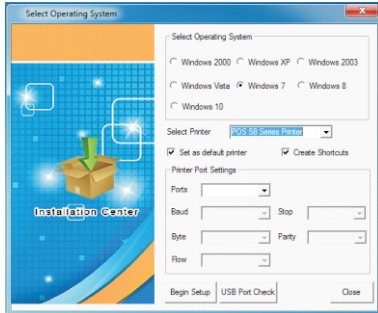 Select Operating System
Select Operating System
Windows 2000 Windows XP Windows 2003
Windows Vista Windows 7 Windows 8
Windows 10
Select Printer POS 58 Series Printer
Set as default printer Create Shortcuts
Printer Port Settings
Ports
Installation Center
Baud Stop
Byte Parity
Flow
Begin Setup USB Port Check Close